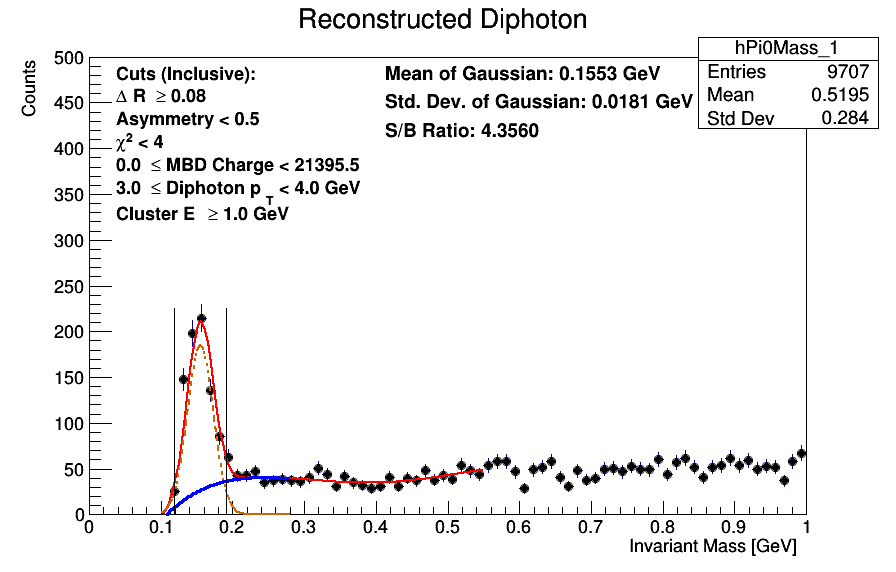 Reconstructed Diphoton
hPi0Mass_1
Entries 9707
Mean 0.5195
Std Dev 0.284
Cuts (Inclusive):
Δ R ≥ 0.08
Asymmetry < 0.5
χ² < 4
0.0 ≤ MBD Charge < 21395.5
3.0 ≤ Diphoton p_T < 4.0 GeV
Cluster E ≥ 1.0 GeV
Mean of Gaussian: 0.1553 GeV
Std. Dev. of Gaussian: 0.0181 GeV
S/B Ratio: 4.3560
Counts
500
450
400
350
300
250
200
150
100
50
0
0 0.1 0.2 0.3 0.4 0.5 0.6 0.7 0.8 0.9 1
Invariant Mass [GeV]